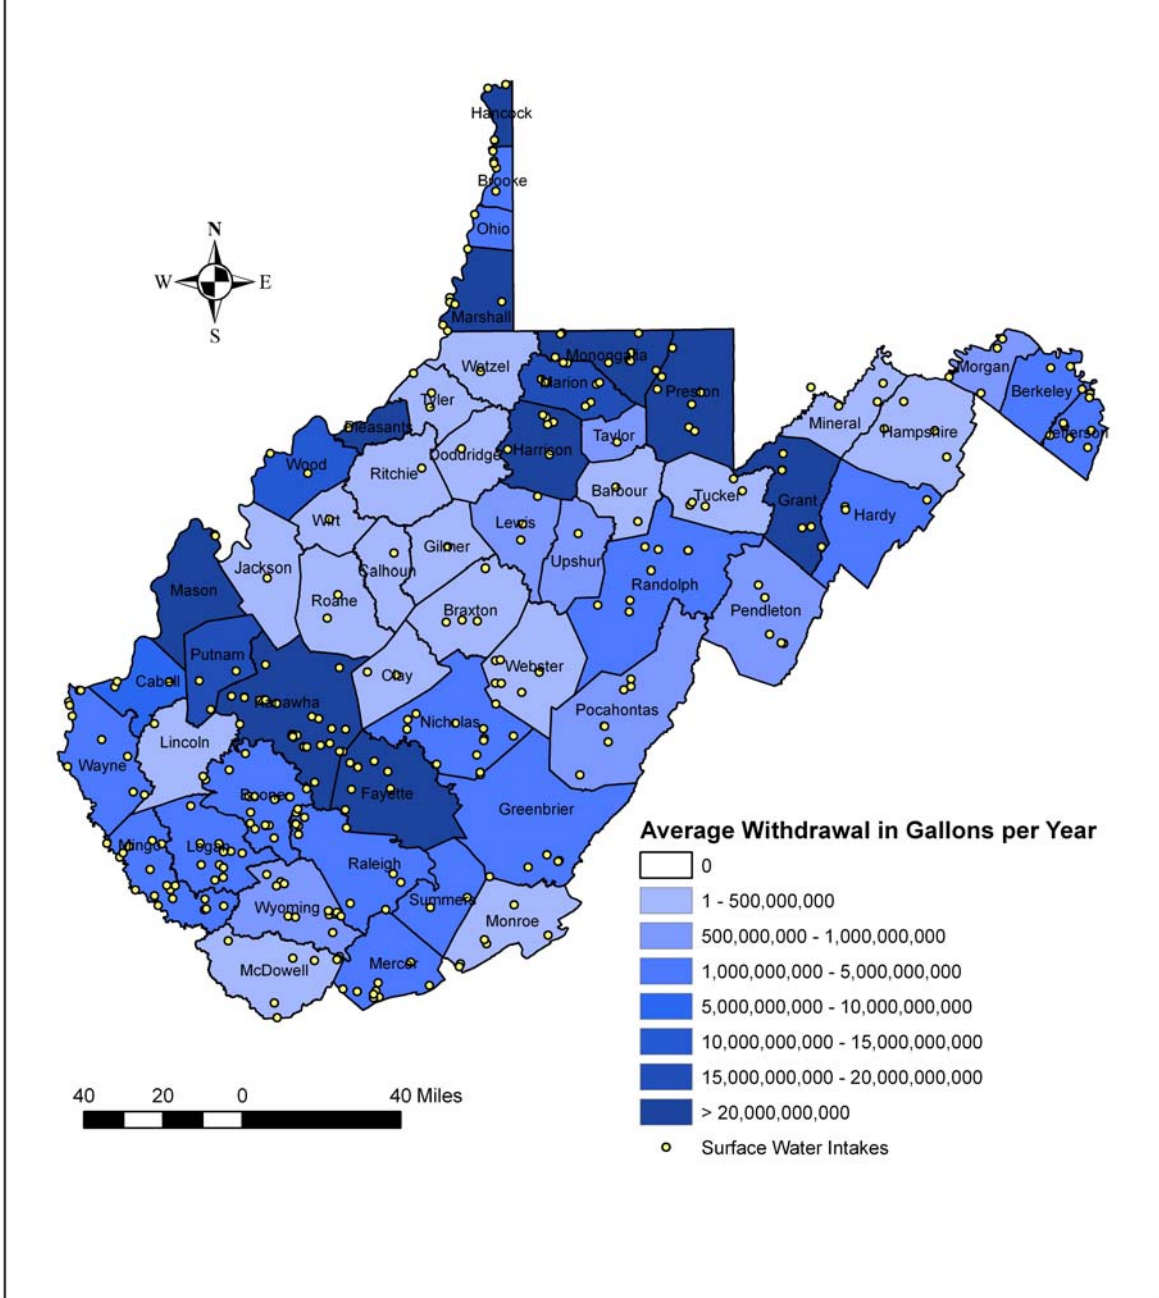 Hancock
Brooke
N
Ohio
W E
S
Marshall
Monongalia
Wetzel
Morgan
Marion
Preston
Berkeley
Tyler
Pleasants
Mineral
Hampshire
Jefferson
Taylor
Doddridge
Harrison
Wood
Ritchie
Barbour
Tucker
Grant
Hardy
Wirt
Lewis
Gilmer
Upshur
Jackson
Calhoun
Randolph
Mason
Roane
Braxton
Pendleton
Putnam
Webster
Clay
Cabell
Kanawha
Pocahontas
Nicholas
Lincoln
Wayne
Boone
Fayette
Greenbrier
Mingo
Logan
Raleigh
Summers
Wyoming
Monroe
Mercer
McDowell
Average Withdrawal in Gallons per Year
0
1 - 500,000,000
500,000,000 - 1,000,000,000
1,000,000,000 - 5,000,000,000
5,000,000,000 - 10,000,000,000
10,000,000,000 - 15,000,000,000
15,000,000,000 - 20,000,000,000
> 20,000,000,000
Surface Water Intakes
40 20 0 40 Miles